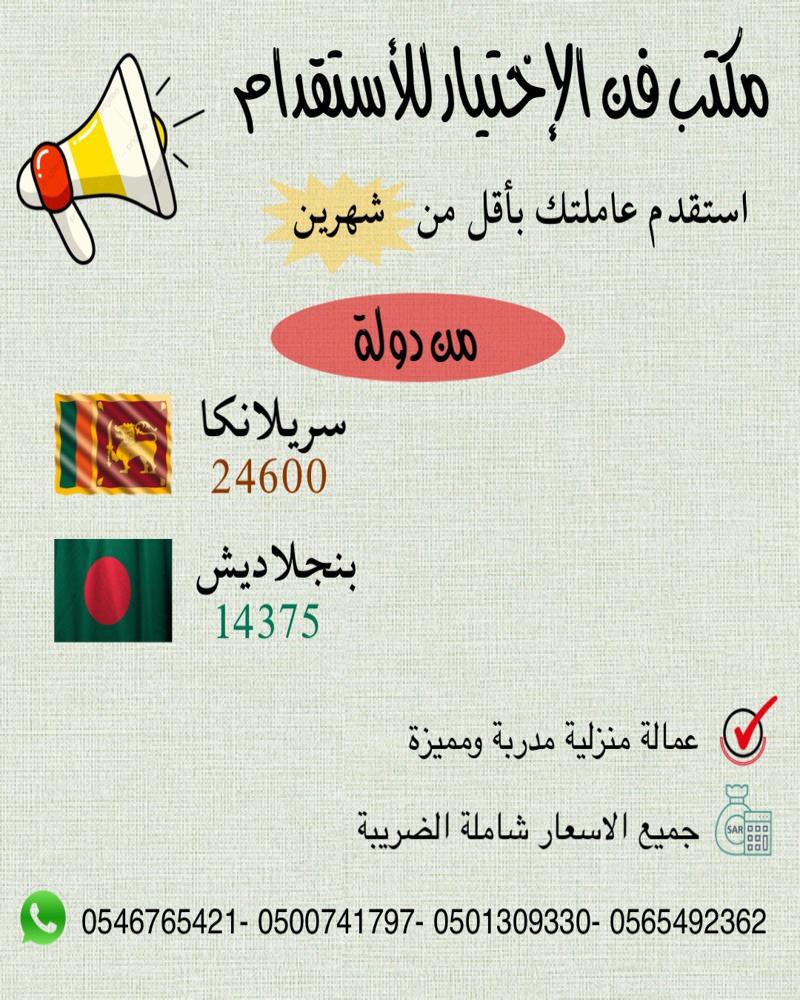 مكتب فن الإختيار للأستقدام
استقدم عاملتك بأقل من شهرين
من دولة
سريلانكا
24600
بنجلاديش
14375
عمالة منزلية مدربة ومميزة
جميع الاسعار شاملة الضريبة
SAR
0546765421- 0500741797- 0501309330- 0565492362